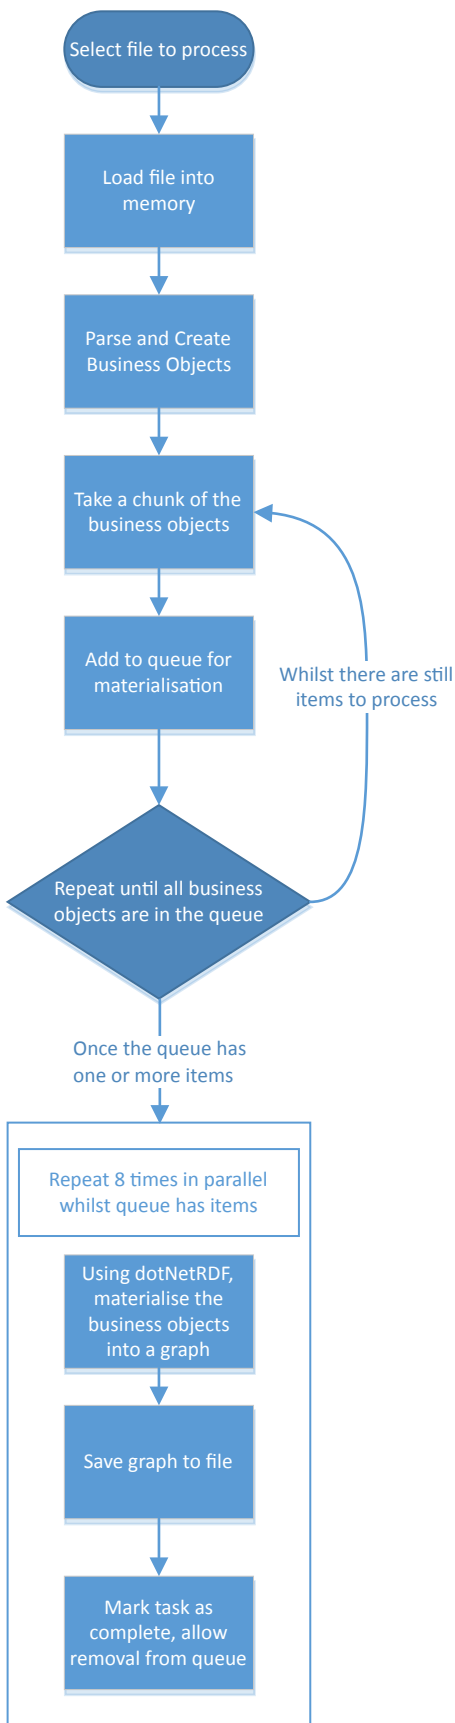 Select file to process
Load file into
memory
Parse and Create
Business Objects
Take a chunk of the
business objects
Add to queue for
materialisation
Whilst there are still
items to process
Repeat until all business
objects are in the queue
Once the queue has
one or more items
Repeat 8 times in parallel
whilst queue has items
Using dotNetRDF,
materialise the
business objects
into a graph
Save graph to file
Mark task as
complete, allow
removal from queue